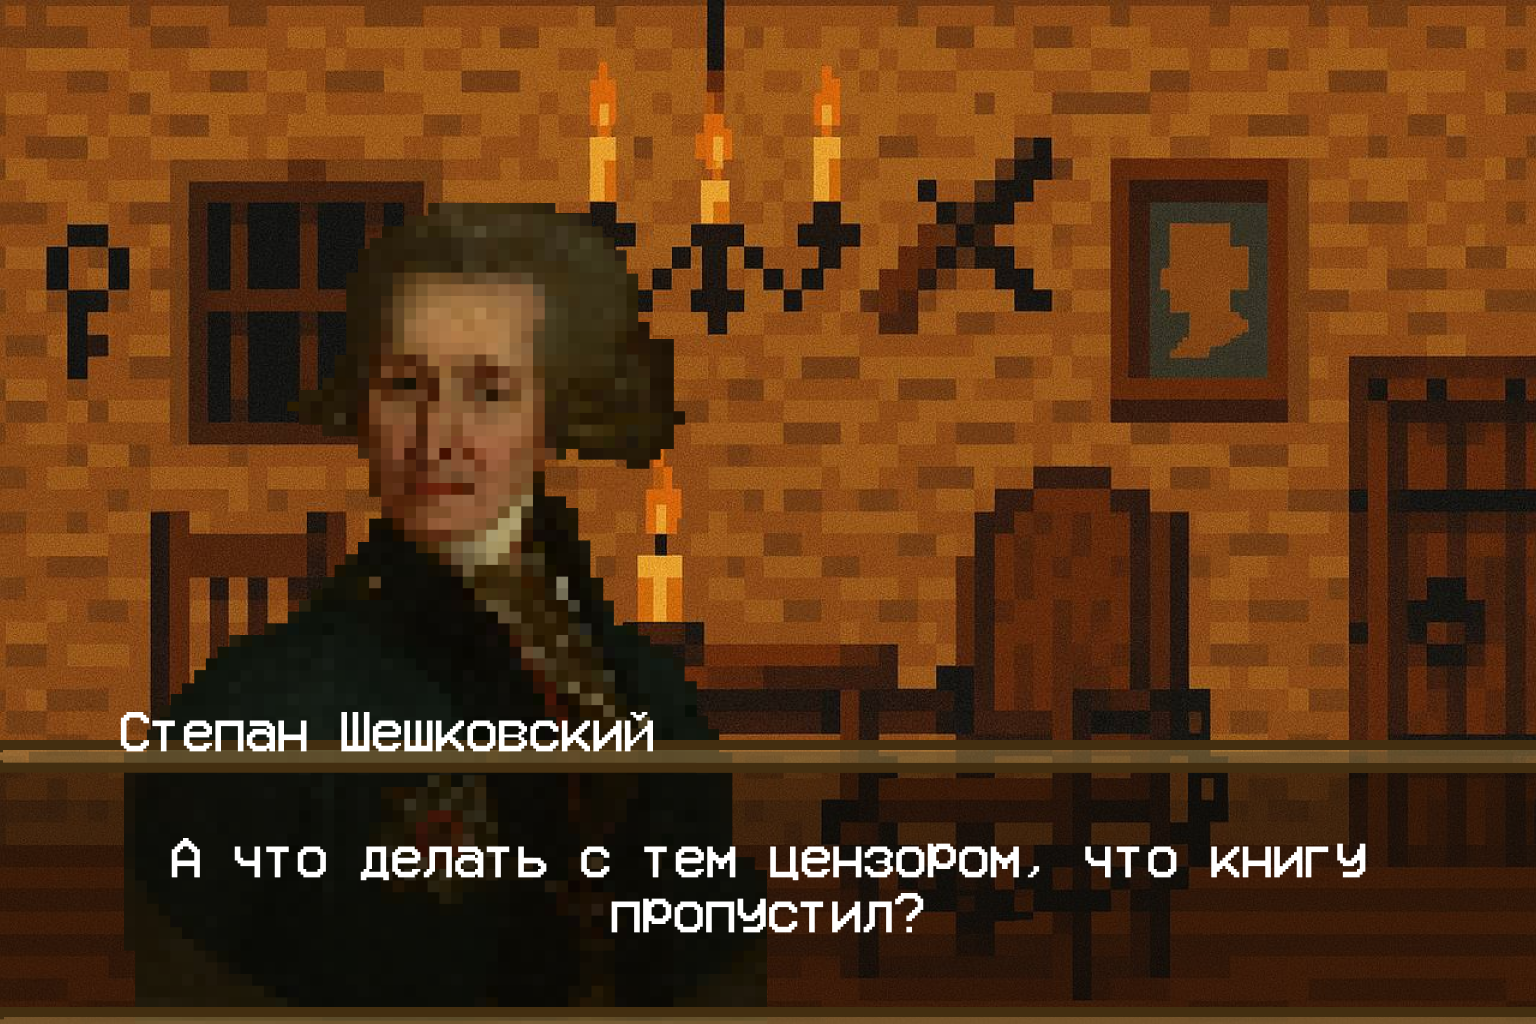 Степан Шешковский
А что делать с тем цензором, что книгу
пропустил?